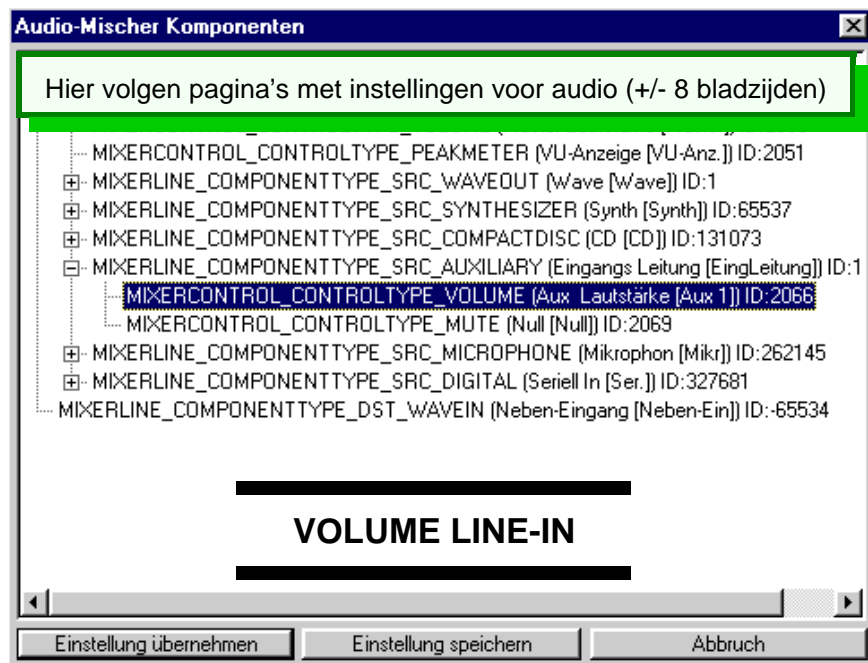 Audio-Mischer Komponenten
Hier volgen pagina's met instellingen voor audio (+/- 8 bladzijden)
MIXERCONTROL_CONTROLTYPE_PEAKMETER (VU-Anzeige [VU-Anz.]) ID:2051
MIXERLINE_COMPONENTTYPE_SRC_WAVEOUT (Wave [Wave]) ID:1
MIXERLINE_COMPONENTTYPE_SRC_SYNTHESIZER (Synth [Synth]) ID:65537
MIXERLINE_COMPONENTTYPE_SRC_COMPACTDISC (CD [CD]) ID:131073
MIXERLINE_COMPONENTTYPE_SRC_AUXILIARY (Eingangs Leitung [EingLeitung]) ID:1
MIXERCONTROL_CONTROLTYPE_VOLUME (Aux Lautstärke [Aux 1]) ID:2066
MIXERCONTROL_CONTROLTYPE_MUTE (Null [Null]) ID:2069
MIXERLINE_COMPONENTTYPE_SRC_MICROPHONE (Mikrophon [Mikr]) ID:262145
MIXERLINE_COMPONENTTYPE_SRC_DIGITAL (Seriell In [Ser.]) ID:327681
MIXERLINE_COMPONENTTYPE_DST_WAVEIN (Neben-Eingang [Neben-Ein]) ID:-65534
VOLUME LINE-IN
Einstellung übernehmen
Einstellung speichern
Abbruch